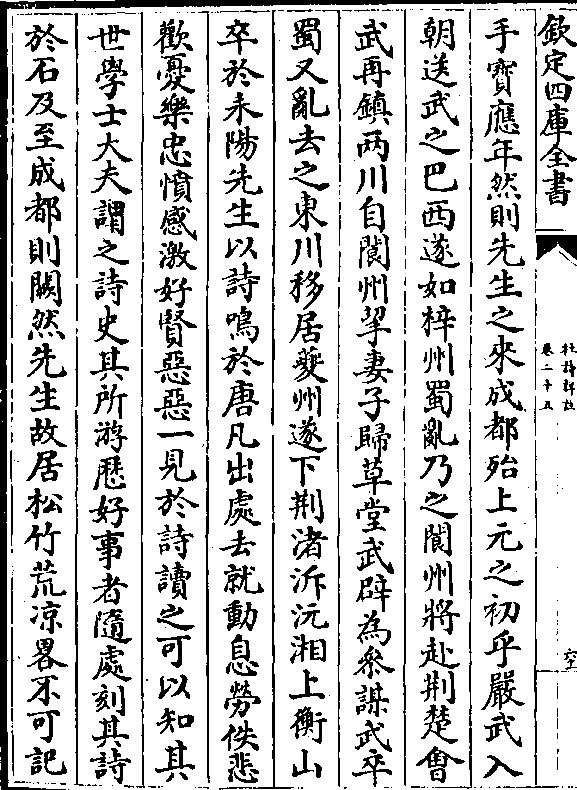 欽定四庫全書
杜詩詳註
卷二十五
手寶應年然則先生之來成都殆上元之初乎嚴武入
朝送武之巴西遂如梓州蜀亂乃之閬州將赴荆楚會
武再鎮两川自閬州挈妻子歸草堂武辟為參謀武卒
蜀又亂去之東川移居夔州遂下荆渚泝沅湘上衡山
卒於耒陽先生以詩鳴於唐凡出處去就動息勞佚悲
歡憂樂忠憤感激好賢惡惡一見於詩讀之可以知其
世學士大夫謂之詩史其所游歴好事者隨處刻其詩
於石及至成都則闕然先生故居松竹荒凉畧不可記